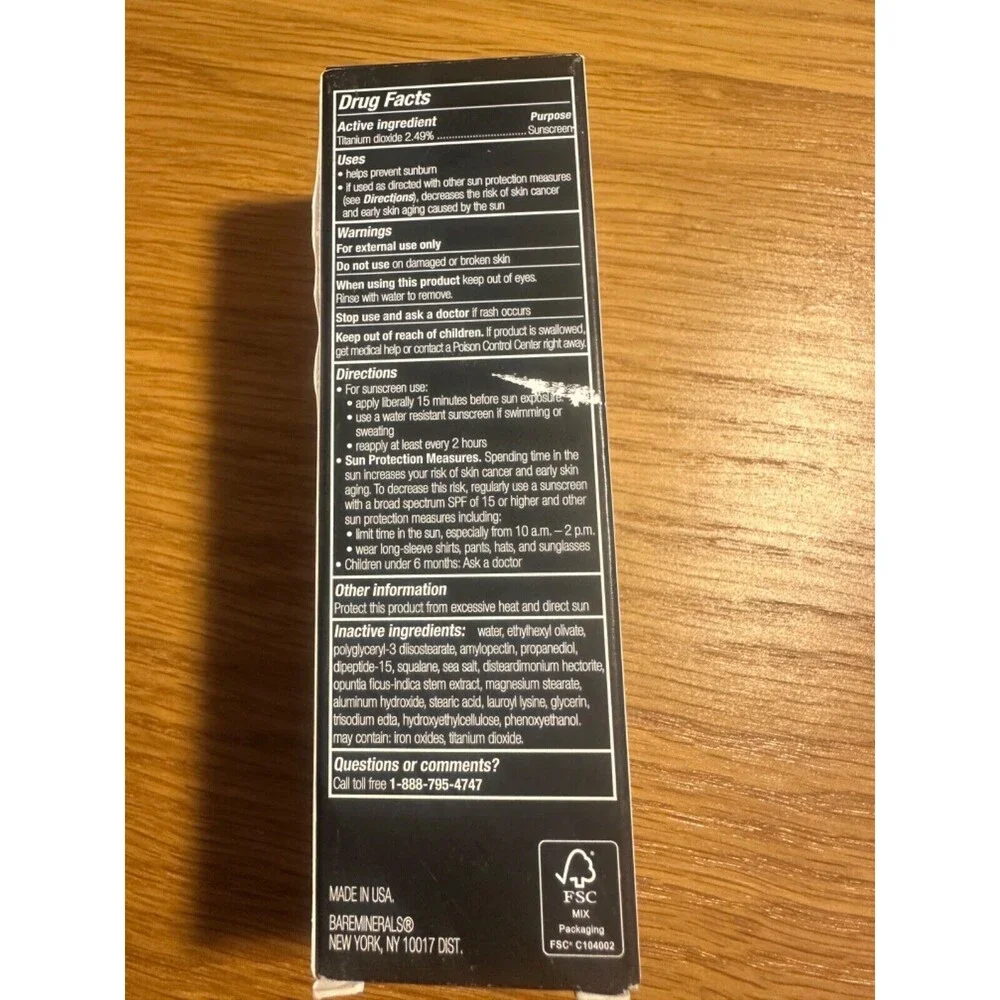 Drug Facts
Active ingredient Purpose
Titanium dioxide 2.49% .......................... Sunscreen
Uses
• helps prevent sunburn
• if used as directed with other sun protection measures
(see Directions), decreases the risk of skin cancer
and early skin aging caused by the sun
Warnings
For external use only
Do not use on damaged or broken skin
When using this product keep out of eyes.
Rinse with water to remove.
Stop use and ask a doctor if rash occurs
Keep out of reach of children. If product is swallowed,
get medical help or contact a Poison Control Center right away.
Directions
• For sunscreen use:
• apply liberally 15 minutes before sun exposure.
• use a water resistant sunscreen if swimming or
sweating
• reapply at least every 2 hours
• Sun Protection Measures. Spending time in the
sun increases your risk of skin cancer and early skin
aging. To decrease this risk, regularly use a sunscreen
with a broad spectrum SPF of 15 or higher and other
sun protection measures including:
• limit time in the sun, especially from 10 a.m. – 2 p.m.
• wear long-sleeve shirts, pants, hats, and sunglasses
• Children under 6 months: Ask a doctor
Other information
Protect this product from excessive heat and direct sun
Inactive ingredients: water, ethylhexyl olivate,
polyglyceryl-3 diisostearate, amylopectin, propanediol,
dipeptide-15, squalane, sea salt, disteardimonium hectorite,
opuntia ficus-indica stem extract, magnesium stearate,
aluminum hydroxide, stearic acid, lauroyl lysine, glycerin,
trisodium edta, hydroxyethylcellulose, phenoxyethanol.
may contain: iron oxides, titanium dioxide.
Questions or comments?
Call toll free 1-888-795-4747
MADE IN USA.
BAREMINERALS®
NEW YORK, NY 10017 DIST.
FSC
MIX
Packaging
FSC® C104002